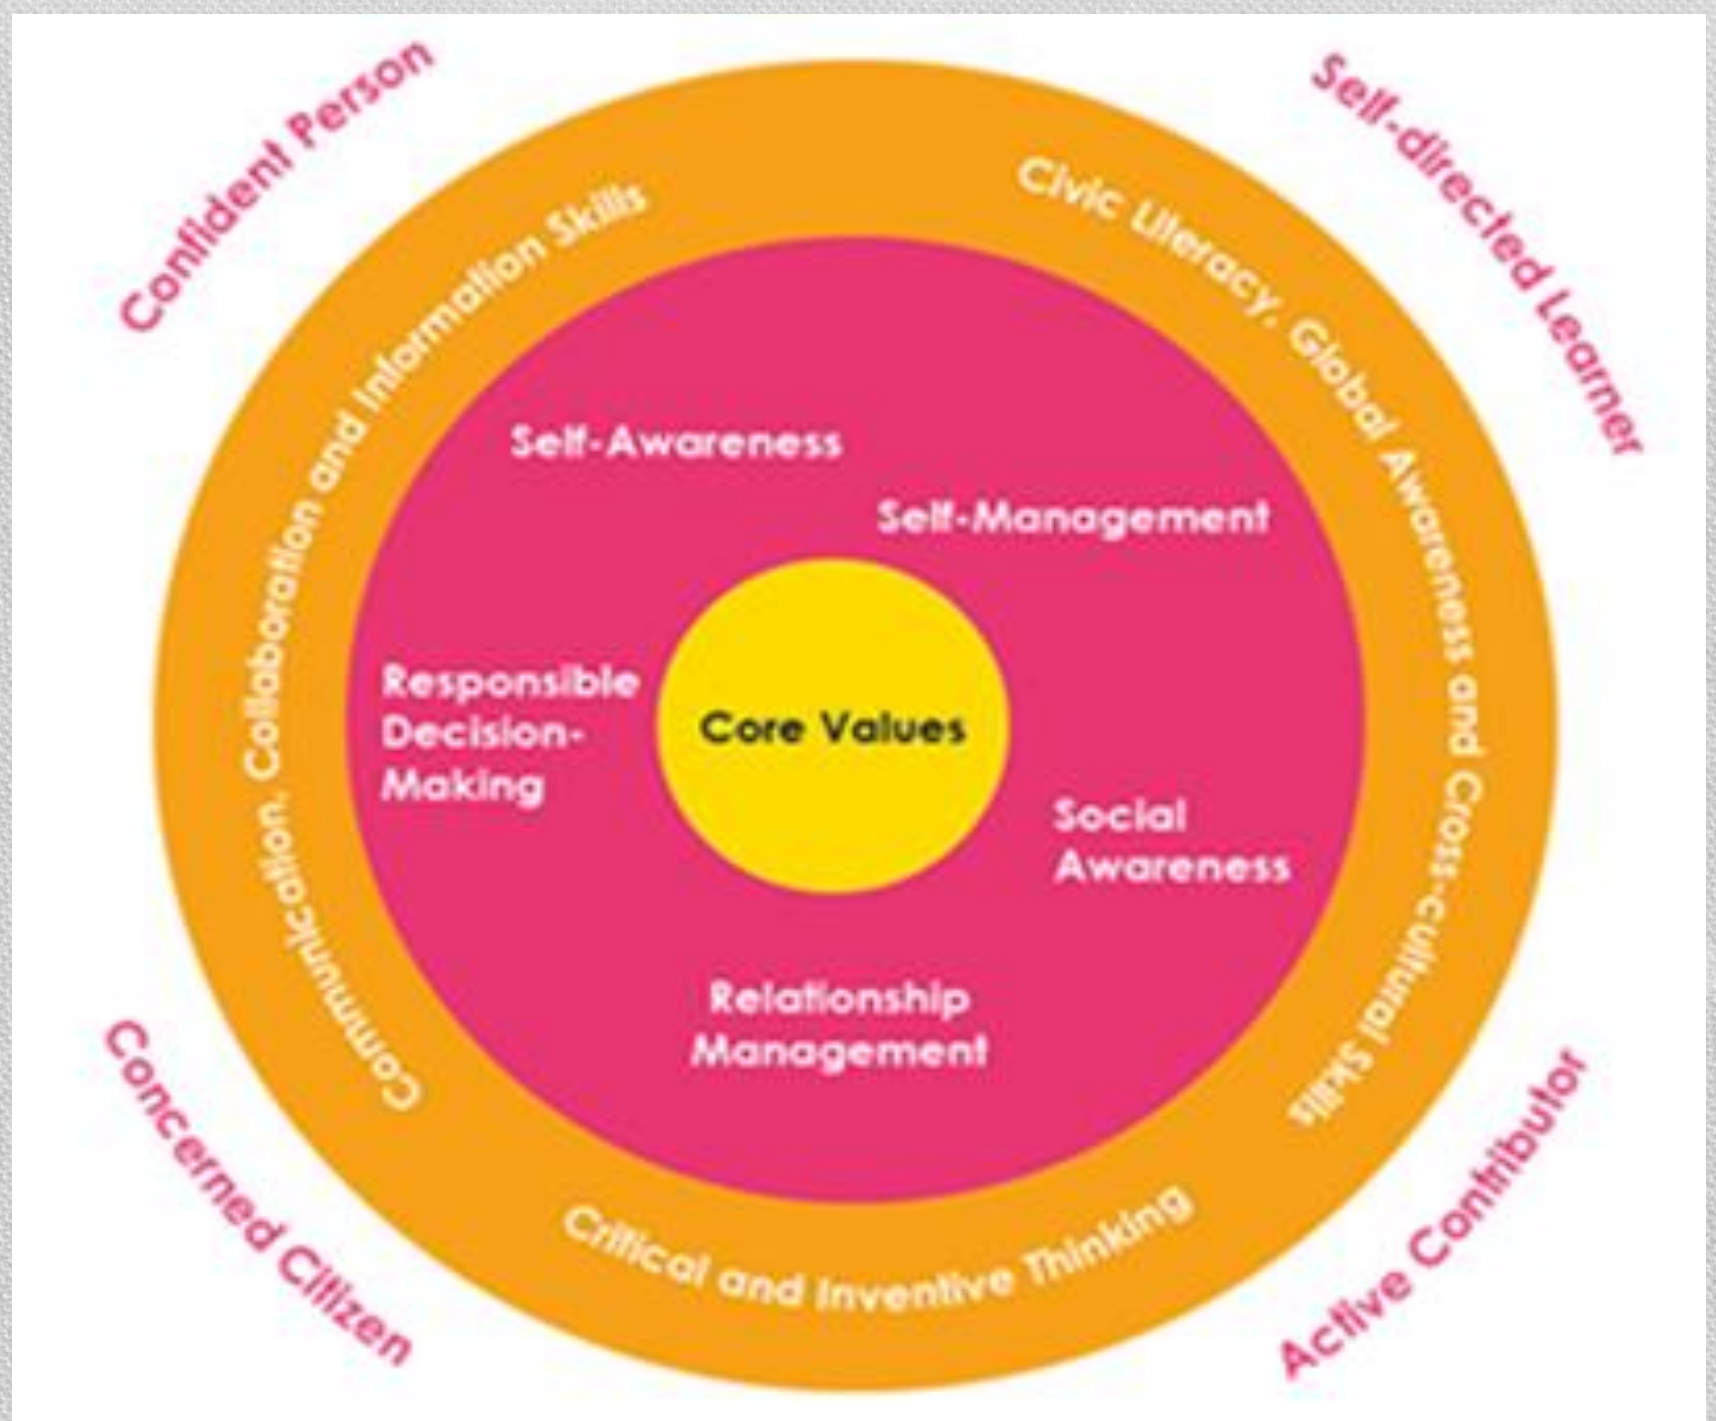 Confident Person
Self-directed Learner
Communication, Collaboration and Information Skills
Civic Literacy, Global Awareness and Cross-cultural Skills
Self-Awareness
Self-Management
Responsible
Decision-
Making
Core Values
Social
Awareness
Relationship
Management
Critical and Inventive Thinking
Concerned Citizen
Active Contributor